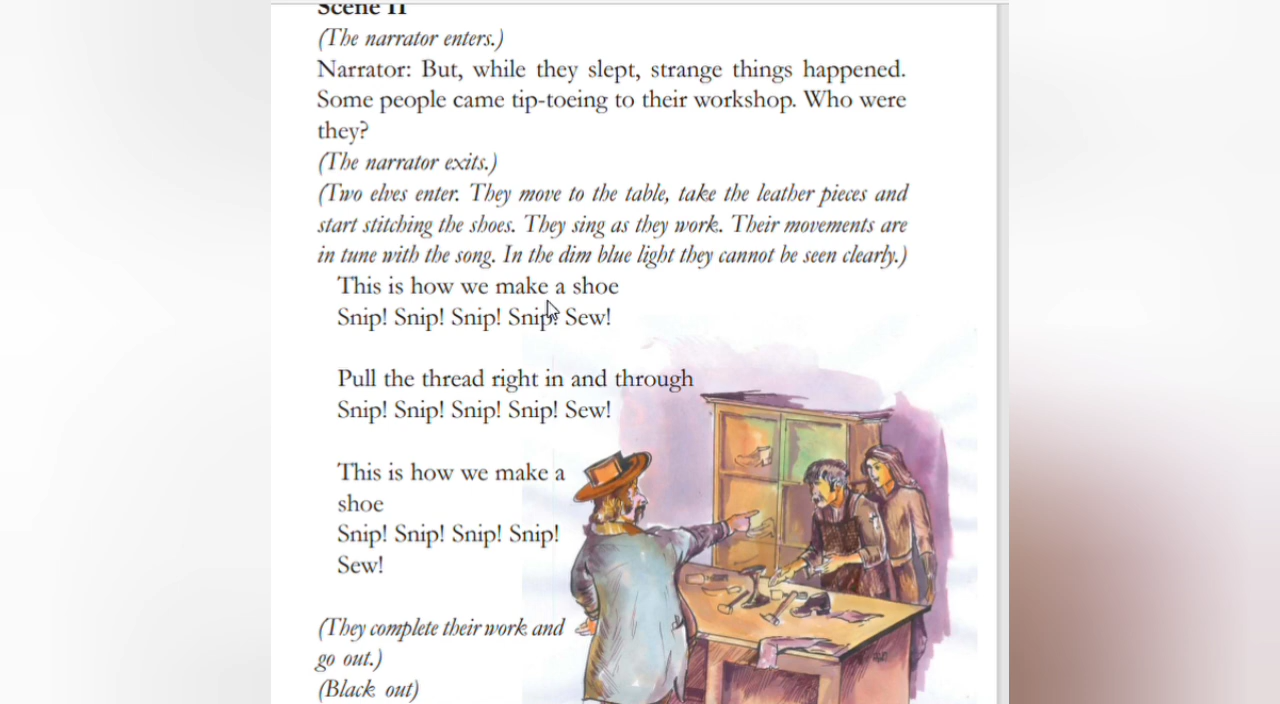 Scene II
(The narrator enters.)
Narrator: But, while they slept, strange things happened.
Some people came tip-toeing to their workshop. Who were
they?
(The narrator exits.)
(Two elves enter. They move to the table, take the leather pieces and
start stitching the shoes. They sing as they work. Their movements are
in tune with the song. In the dim blue light they cannot be seen clearly.)
This is how we make a shoe
Snip! Snip! Snip! Snip! Sew!
Pull the thread right in and through
Snip! Snip! Snip! Snip! Sew!
This is how we make a
shoe
Snip! Snip! Snip! Snip!
Sew!
(They complete their work and
go out.)
(Black out)